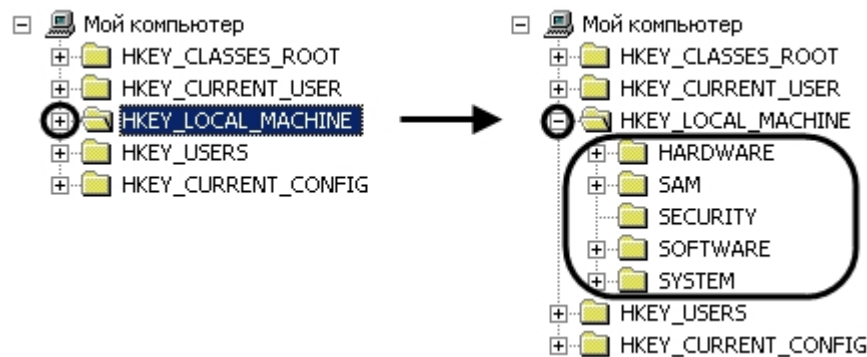 Мой компьютер
HKEY_CLASSES_ROOT
HKEY_CURRENT_USER
HKEY_LOCAL_MACHINE
HKEY_USERS
HKEY_CURRENT_CONFIG
Мой компьютер
HKEY_CLASSES_ROOT
HKEY_CURRENT_USER
HKEY_LOCAL_MACHINE
HARDWARE
SAM
SECURITY
SOFTWARE
SYSTEM
HKEY_USERS
HKEY_CURRENT_CONFIG